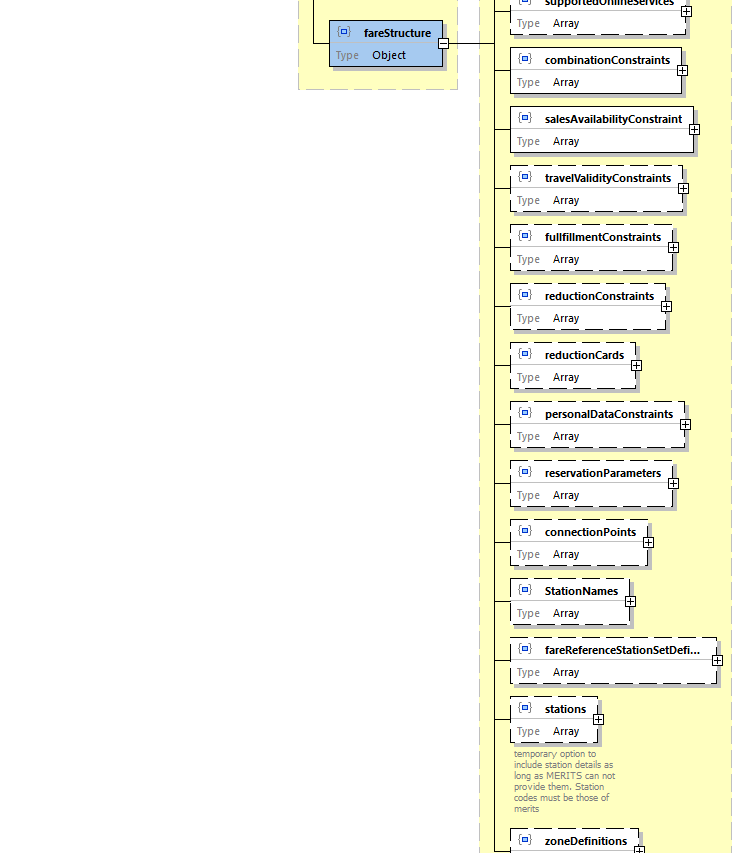 supportedOnlineServices
Type Array
fareStructure
Type Object
combinationConstraints
Type Array
salesAvailabilityConstraint
Type Array
travelValidityConstraints
Type Array
fullfillmentConstraints
Type Array
reductionConstraints
Type Array
reductionCards
Type Array
personalDataConstraints
Type Array
reservationParameters
Type Array
connectionPoints
Type Array
StationNames
Type Array
fareReferenceStationSetDefi...
Type Array
stations
Type Array
temporary option to
include station details as
long as MERITS can not
provide them. Station
codes must be those of
merits
zoneDefinitions